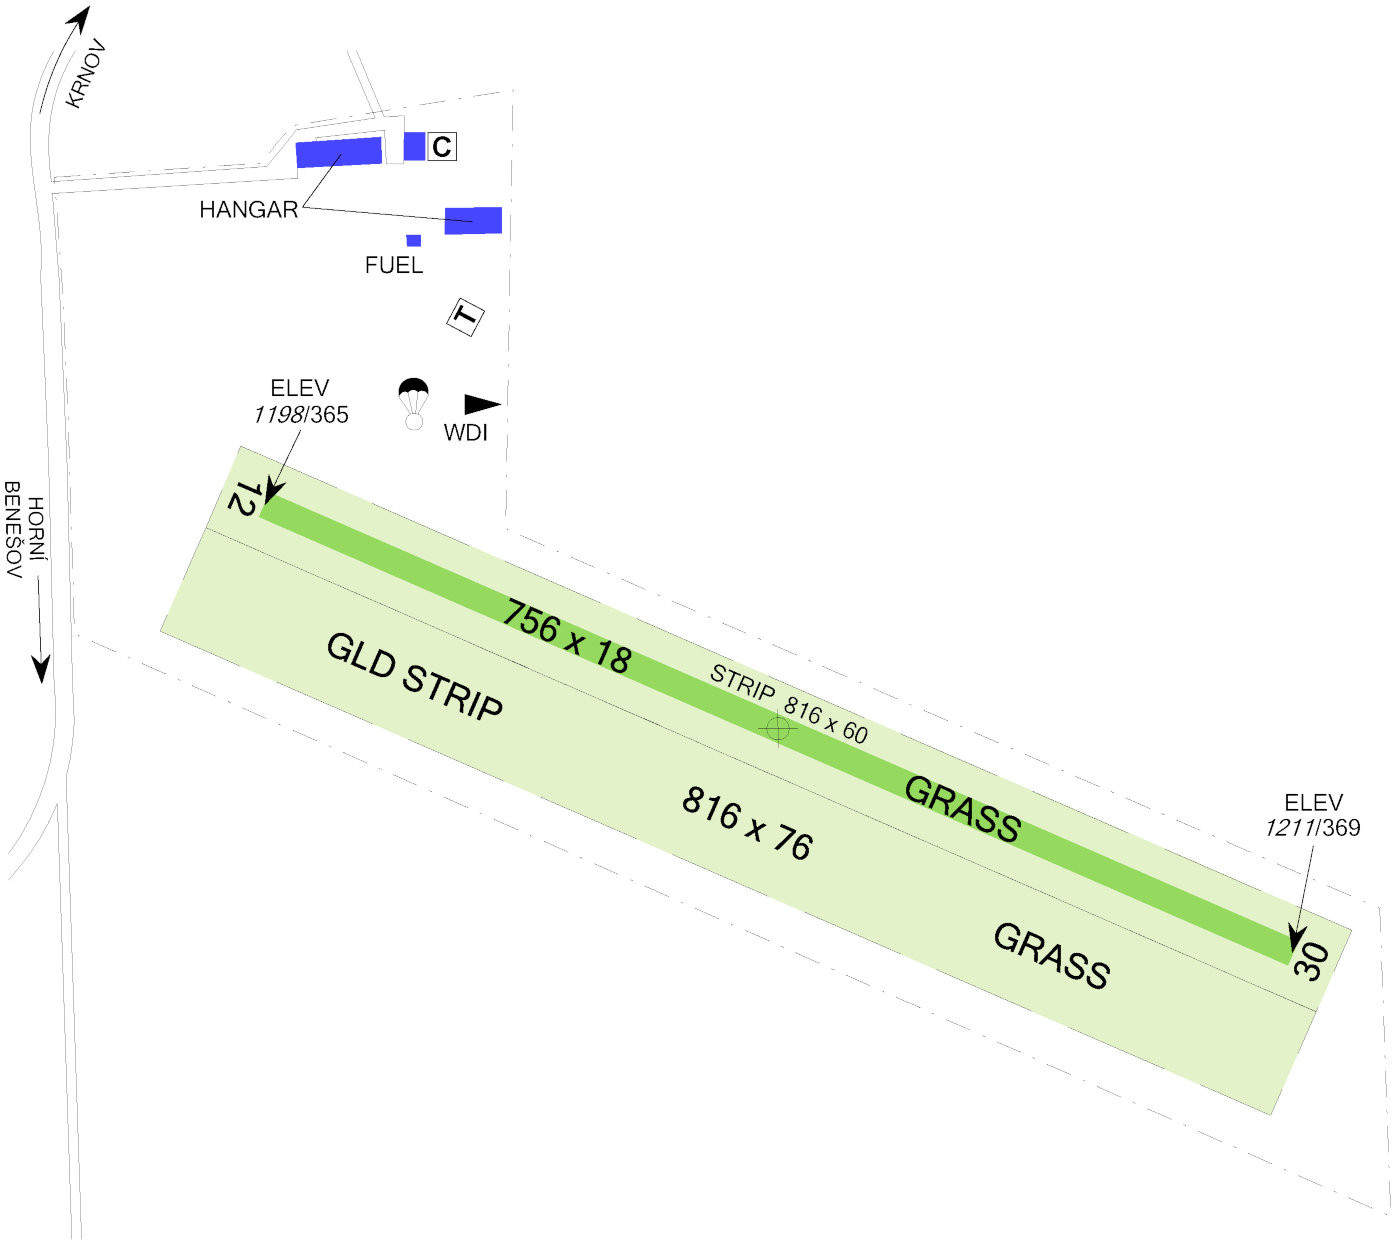 KRNOV
C
HANGAR
FUEL
T
ELEV
1198/365
WDI
12
HORNÍ
BENEŠOV
756 x 18
GLD STRIP
STRIP 816 x 60
GRASS
816 x 76
ELEV
1211/369
GRASS
30